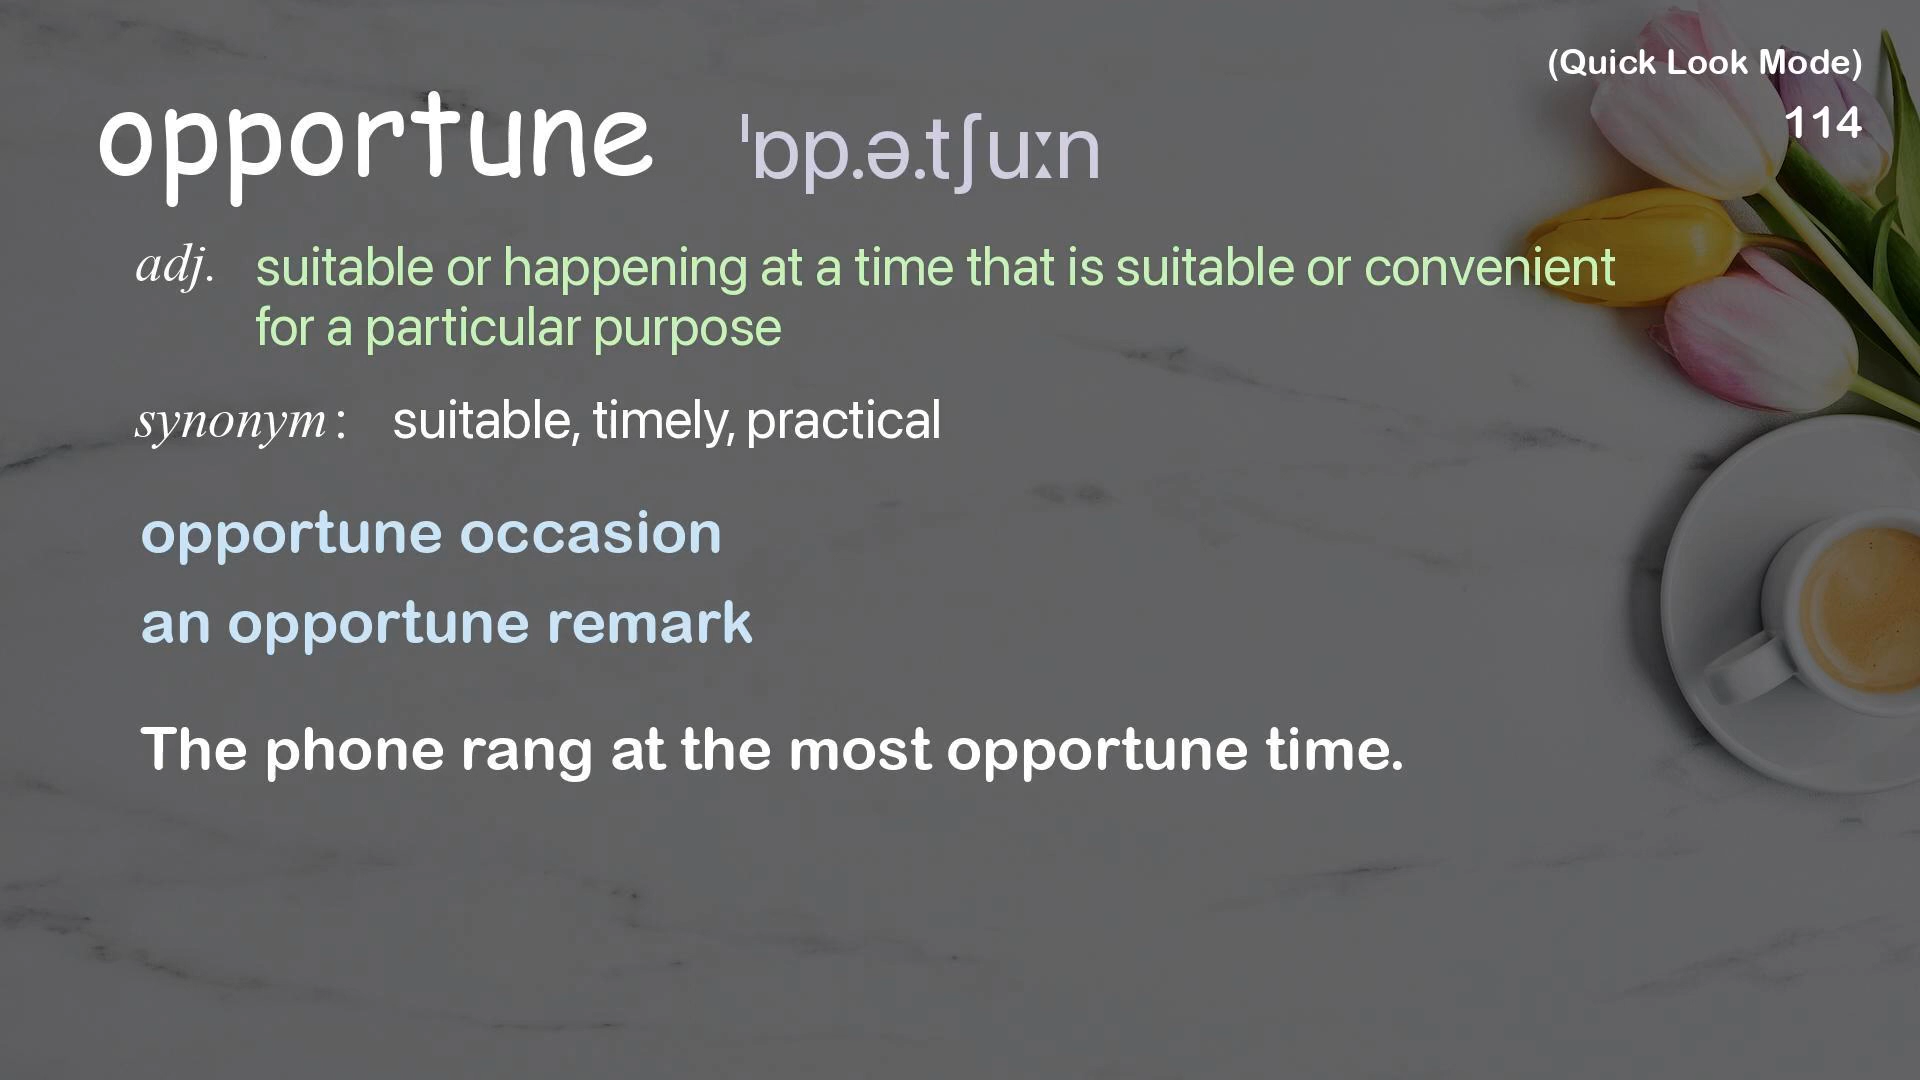 (Quick Look Mode)
114
opportune ˈɒp.ə.tʃuːn
adj. suitable or happening at a time that is suitable or convenient
for a particular purpose
synonym: suitable, timely, practical
opportune occasion
an opportune remark
The phone rang at the most opportune time.